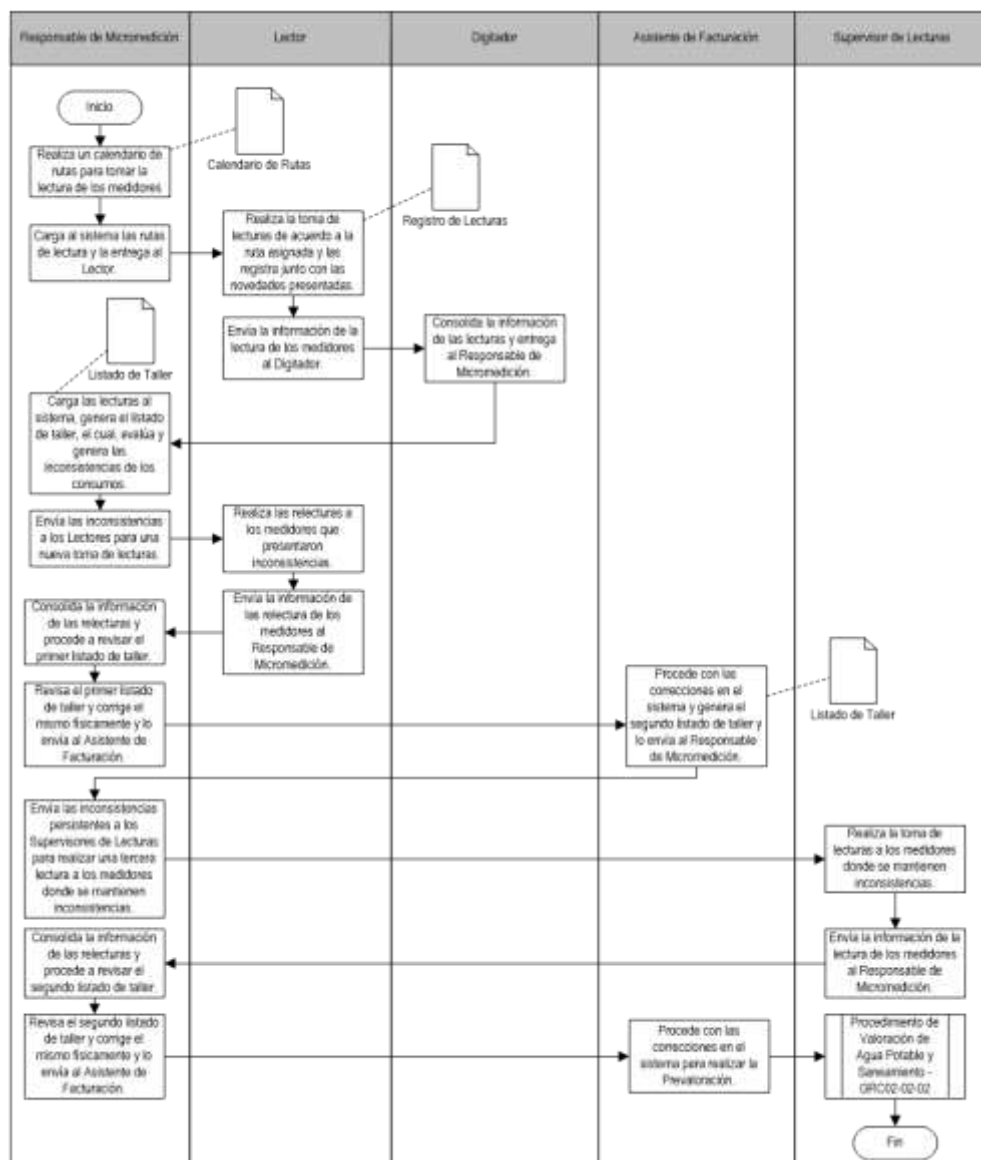 Responsable de Micromedición
Lector
Digitador
Asistente de Facturación
Supervisor de Lecturas
Inicio
Calendario de Rutas
Realiza un calendario de
rutas para tomar la
lectura de los medidores.
Registro de Lecturas
Carga al sistema las rutas
de lectura y la entrega al
Lector.
Realiza la toma de
lecturas de acuerdo a la
ruta asignada y las
registra junto con las
novedades presentadas.
Listado de Taller
Envía la información de la
lectura de los medidores
al Digitador.
Consolida la información
de las lecturas y entrega
al Responsable de
Micromedición.
Carga las lecturas al
sistema, genera el listado
de taller, el cual, evalúa y
genera las
inconsistencias de los
consumos.
Envía las inconsistencias
a los Lectores para una
nueva toma de lecturas.
Realiza las relecturas a
los medidores que
presentaron
inconsistencias.
Envía la información de
las relectura de los
medidores al
Responsable de
Micromedición.
Consolida la información
de las relecturas y
procede a revisar el
primer listado de taller.
Revisa el primer listado
de taller y corrige el
mismo físicamente y lo
envía al Asistente de
Facturación.
Procede con las
correcciones en el
sistema y genera el
segundo listado de taller y
lo envía al Responsable
de Micromedición.
Listado de Taller
Envía las inconsistencias
persistentes a los
Supervisores de Lecturas
para realizar una tercera
lectura a los medidores
donde se mantienen
inconsistencias.
Realiza la toma de
lecturas a los medidores
donde se mantienen
inconsistencias.
Envía la información de la
lectura de los medidores
al Responsable de
Micromedición.
Consolida la información
de las relecturas y
procede a revisar el
segundo listado de taller.
Revisa el segundo listado
de taller y corrige el
mismo físicamente y lo
envía al Asistente de
Facturación.
Procede con las
correcciones en el
sistema para realizar la
Prevaloración.
Procedimento de
Valoración de
Agua Potable y
Saneamiento -
GRC02-02-02
Fin